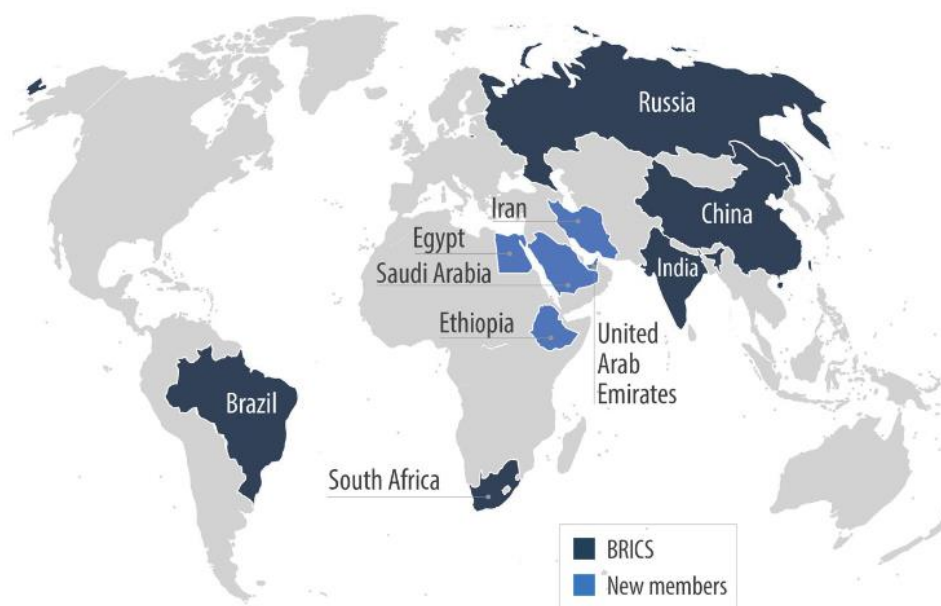 Russia
China
India
Iran
Egypt
Saudi Arabia
Ethiopia
United
Arab
Emirates
Brazil
South Africa
BRICS
New members